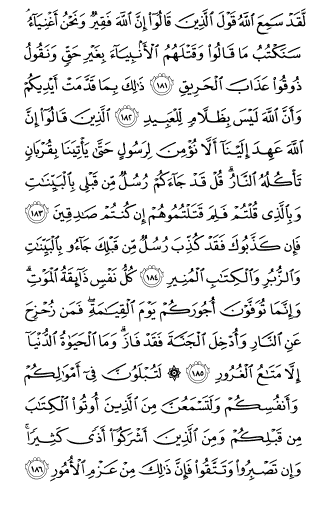 لَّقَدْ سَمِعَ ٱللَّهُ قَوْلَ ٱلَّذِينَ قَالُوٓا۟ إِنَّ ٱللَّهَ فَقِيرٌ وَنَحْنُ أَغْنِيَآءُ ۘ
سَنَكْتُبُ مَا قَالُوا۟ وَقَتْلَهُمُ ٱلْأَنۢبِيَآءَ بِغَيْرِ حَقٍّ وَنَقُولُ
ذُوقُوا۟ عَذَابَ ٱلْحَرِيقِ ١٨١ ذَٰلِكَ بِمَا قَدَّمَتْ أَيْدِيكُمْ
وَأَنَّ ٱللَّهَ لَيْسَ بِظَلَّامٍ لِّلْعَبِيدِ ١٨٢ ٱلَّذِينَ قَالُوٓا۟ إِنَّ
ٱللَّهَ عَهِدَ إِلَيْنَآ أَلَّا نُؤْمِنَ لِرَسُولٍ حَتَّىٰ يَأْتِيَنَا بِقُرْبَانٍ
تَأْكُلُهُ ٱلنَّارُ ۗ قُلْ قَدْ جَآءَكُمْ رُسُلٌ مِّن قَبْلِى بِٱلْبَيِّنَٰتِ
وَبِٱلَّذِى قُلْتُمْ فَلِمَ قَتَلْتُمُوهُمْ إِن كُنتُمْ صَٰدِقِينَ ١٨٣
فَإِن كَذَّبُوكَ فَقَدْ كُذِّبَ رُسُلٌ مِّن قَبْلِكَ جَآءُو بِٱلْبَيِّنَٰتِ
وَٱلزُّبُرِ وَٱلْكِتَٰبِ ٱلْمُنِيرِ ١٨٤ كُلُّ نَفْسٍ ذَآئِقَةُ ٱلْمَوْتِ ۗ
وَإِنَّمَا تُوَفَّوْنَ أُجُورَكُمْ يَوْمَ ٱلْقِيَٰمَةِ ۖ فَمَن زُحْزِحَ
عَنِ ٱلنَّارِ وَأُدْخِلَ ٱلْجَنَّةَ فَقَدْ فَازَ ۗ وَمَا ٱلْحَيَوٰةُ ٱلدُّنْيَآ
إِلَّا مَتَٰعُ ٱلْغُرُورِ ١٨٥ ۞ لَتُبْلَوُنَّ فِىٓ أَمْوَٰلِكُمْ
وَأَنفُسِكُمْ وَلَتَسْمَعُنَّ مِنَ ٱلَّذِينَ أُوتُوا۟ ٱلْكِتَٰبَ
مِن قَبْلِكُمْ وَمِنَ ٱلَّذِينَ أَشْرَكُوٓا۟ أَذًى كَثِيرًا ۚ
وَإِن تَصْبِرُوا۟ وَتَتَّقُوا۟ فَإِنَّ ذَٰلِكَ مِنْ عَزْمِ ٱلْأُمُورِ ١٨٦